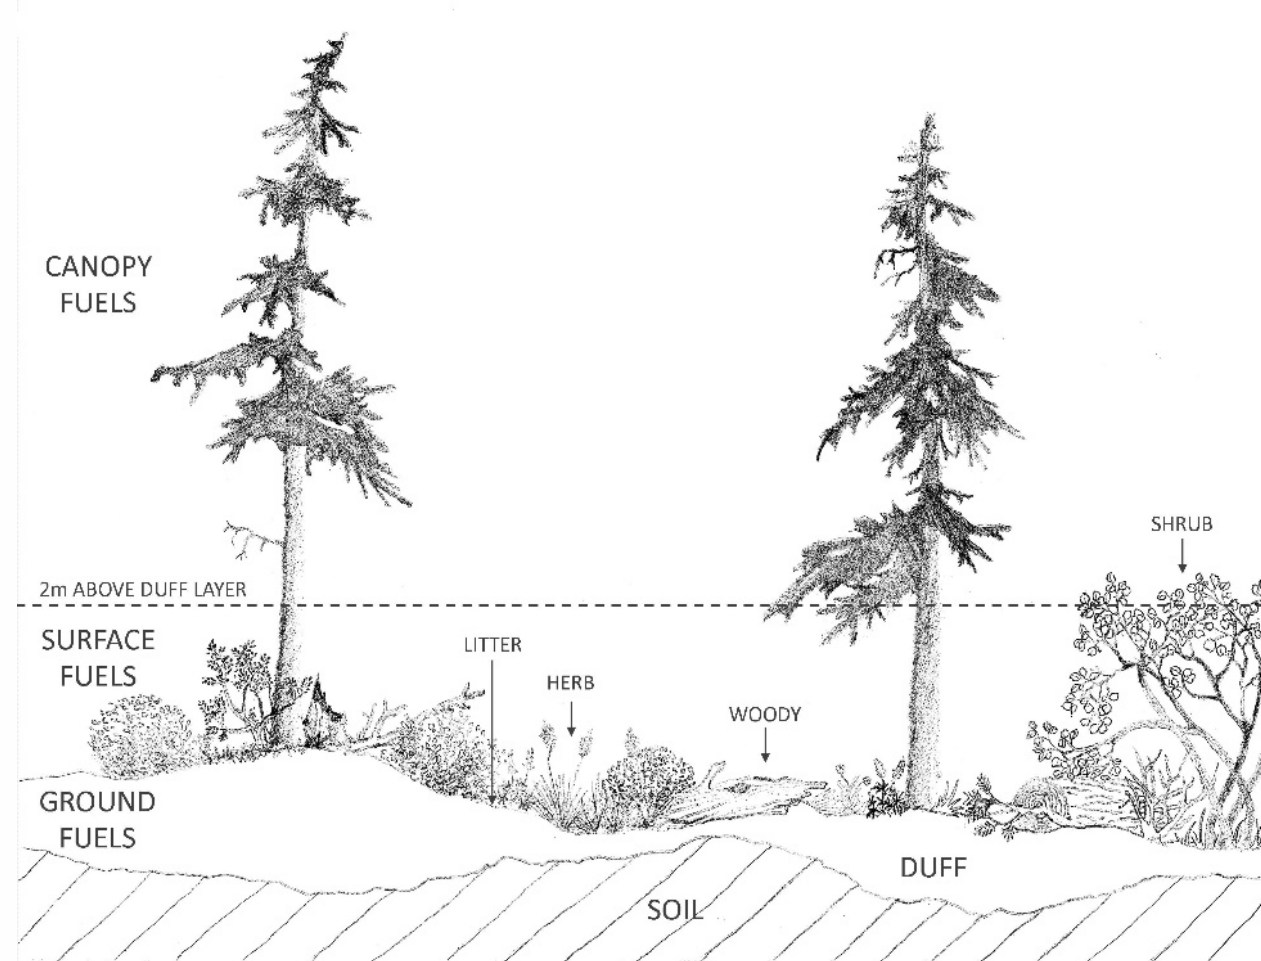 CANOPY
FUELS
SHRUB
2m ABOVE DUFF LAYER
SURFACE
FUELS
LITTER
HERB
WOODY
GROUND
FUELS
DUFF
SOIL